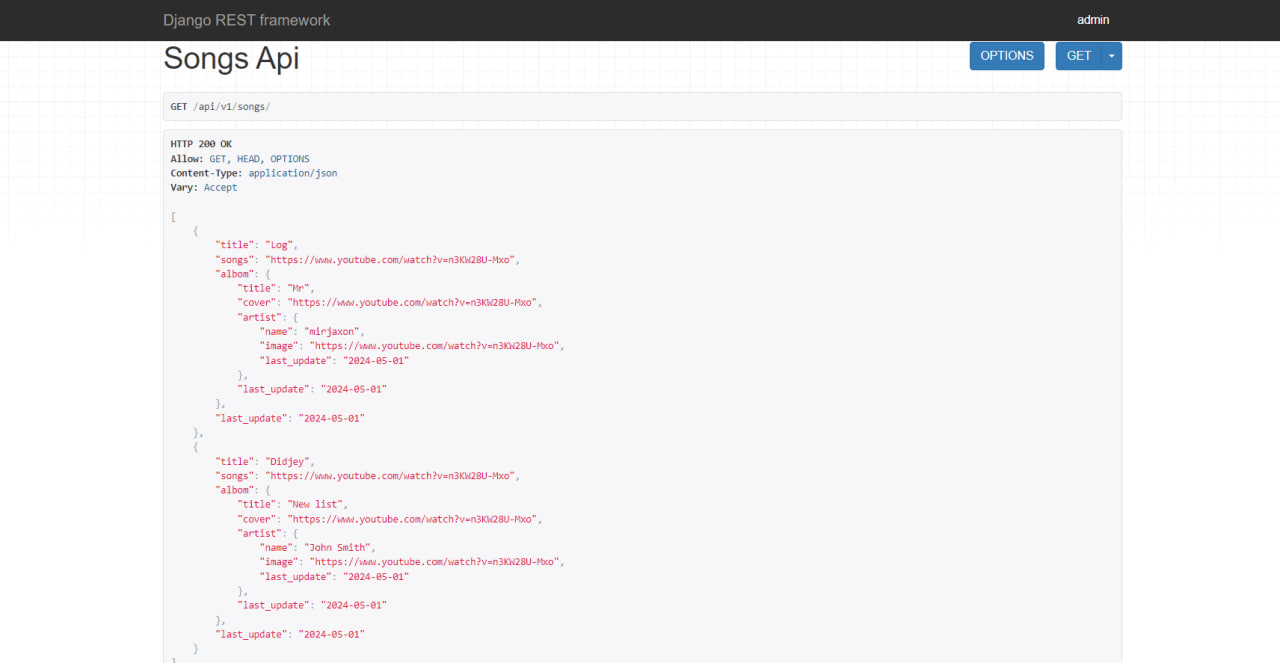 Django REST framework
admin
Songs Api
OPTIONS
GET
GET /api/v1/songs/
HTTP 200 OK
Allow: GET, HEAD, OPTIONS
Content-Type: application/json
Vary: Accept
[
    {
        "title": "Log",
        "songs": "https://www.youtube.com/watch?v=n3KW28U-Mxo",
        "album": {
            "title": "Mr",
            "cover": "https://www.youtube.com/watch?v=n3KW28U-Mxo",
            "artist": {
                "name": "mirjaxon",
                "image": "https://www.youtube.com/watch?v=n3KW28U-Mxo",
                "last_update": "2024-05-01"
            },
            "last_update": "2024-05-01"
        },
        "last_update": "2024-05-01"
    },
    {
        "title": "Didjey",
        "songs": "https://www.youtube.com/watch?v=n3KW28U-Mxo",
        "album": {
            "title": "New list",
            "cover": "https://www.youtube.com/watch?v=n3KW28U-Mxo",
            "artist": {
                "name": "John Smith",
                "image": "https://www.youtube.com/watch?v=n3KW28U-Mxo",
                "last_update": "2024-05-01"
            },
            "last_update": "2024-05-01"
        },
        "last_update": "2024-05-01"
    }
]